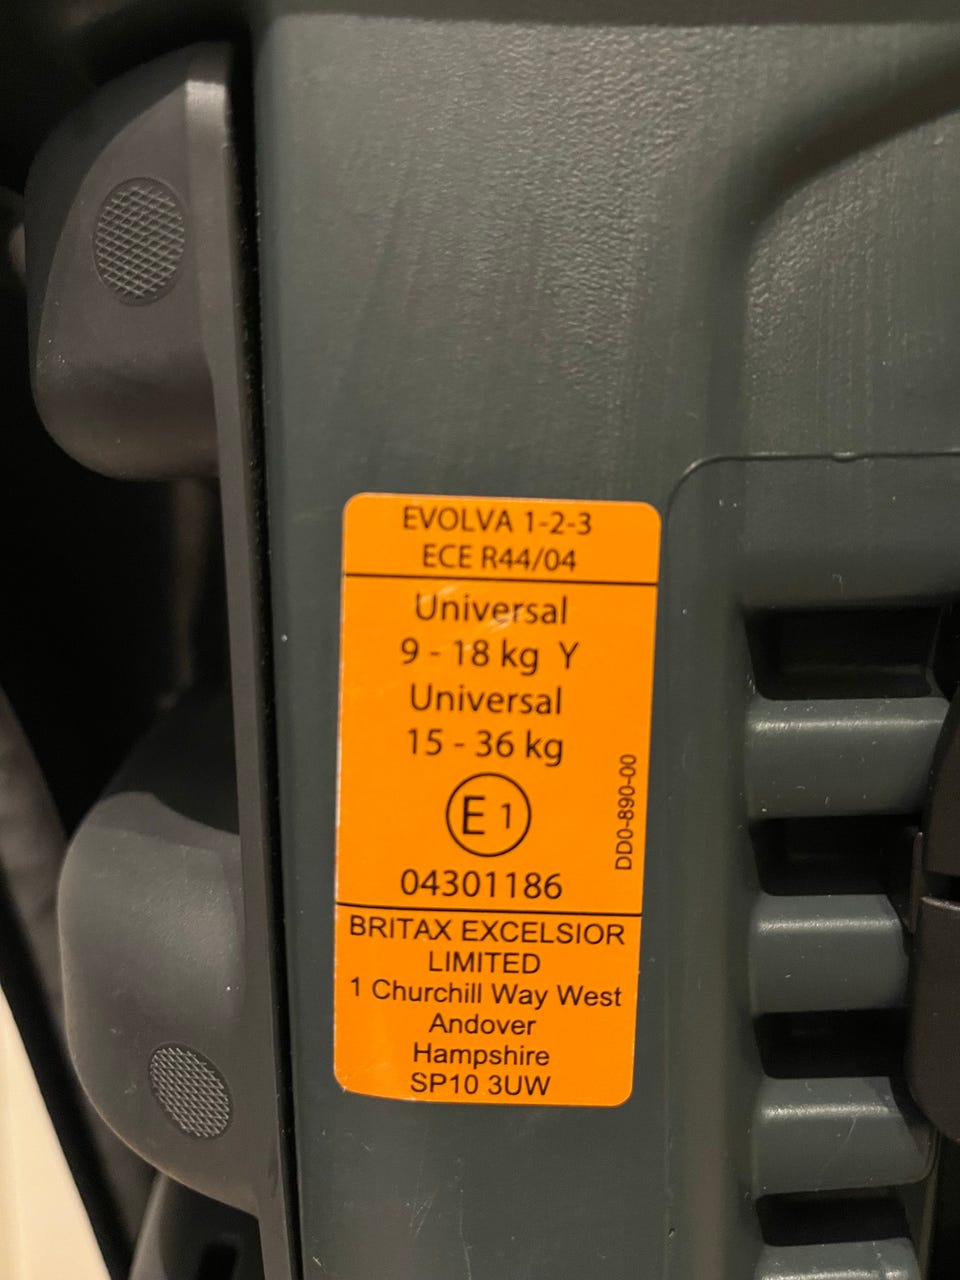 EVOLVA 1-2-3
ECE R44/04
Universal
9 - 18 kg Y
Universal
15 - 36 kg
E 1
04301186
DD0-890-00
BRITAX EXCELSIOR
LIMITED
1 Churchill Way West
Andover
Hampshire
SP10 3UW